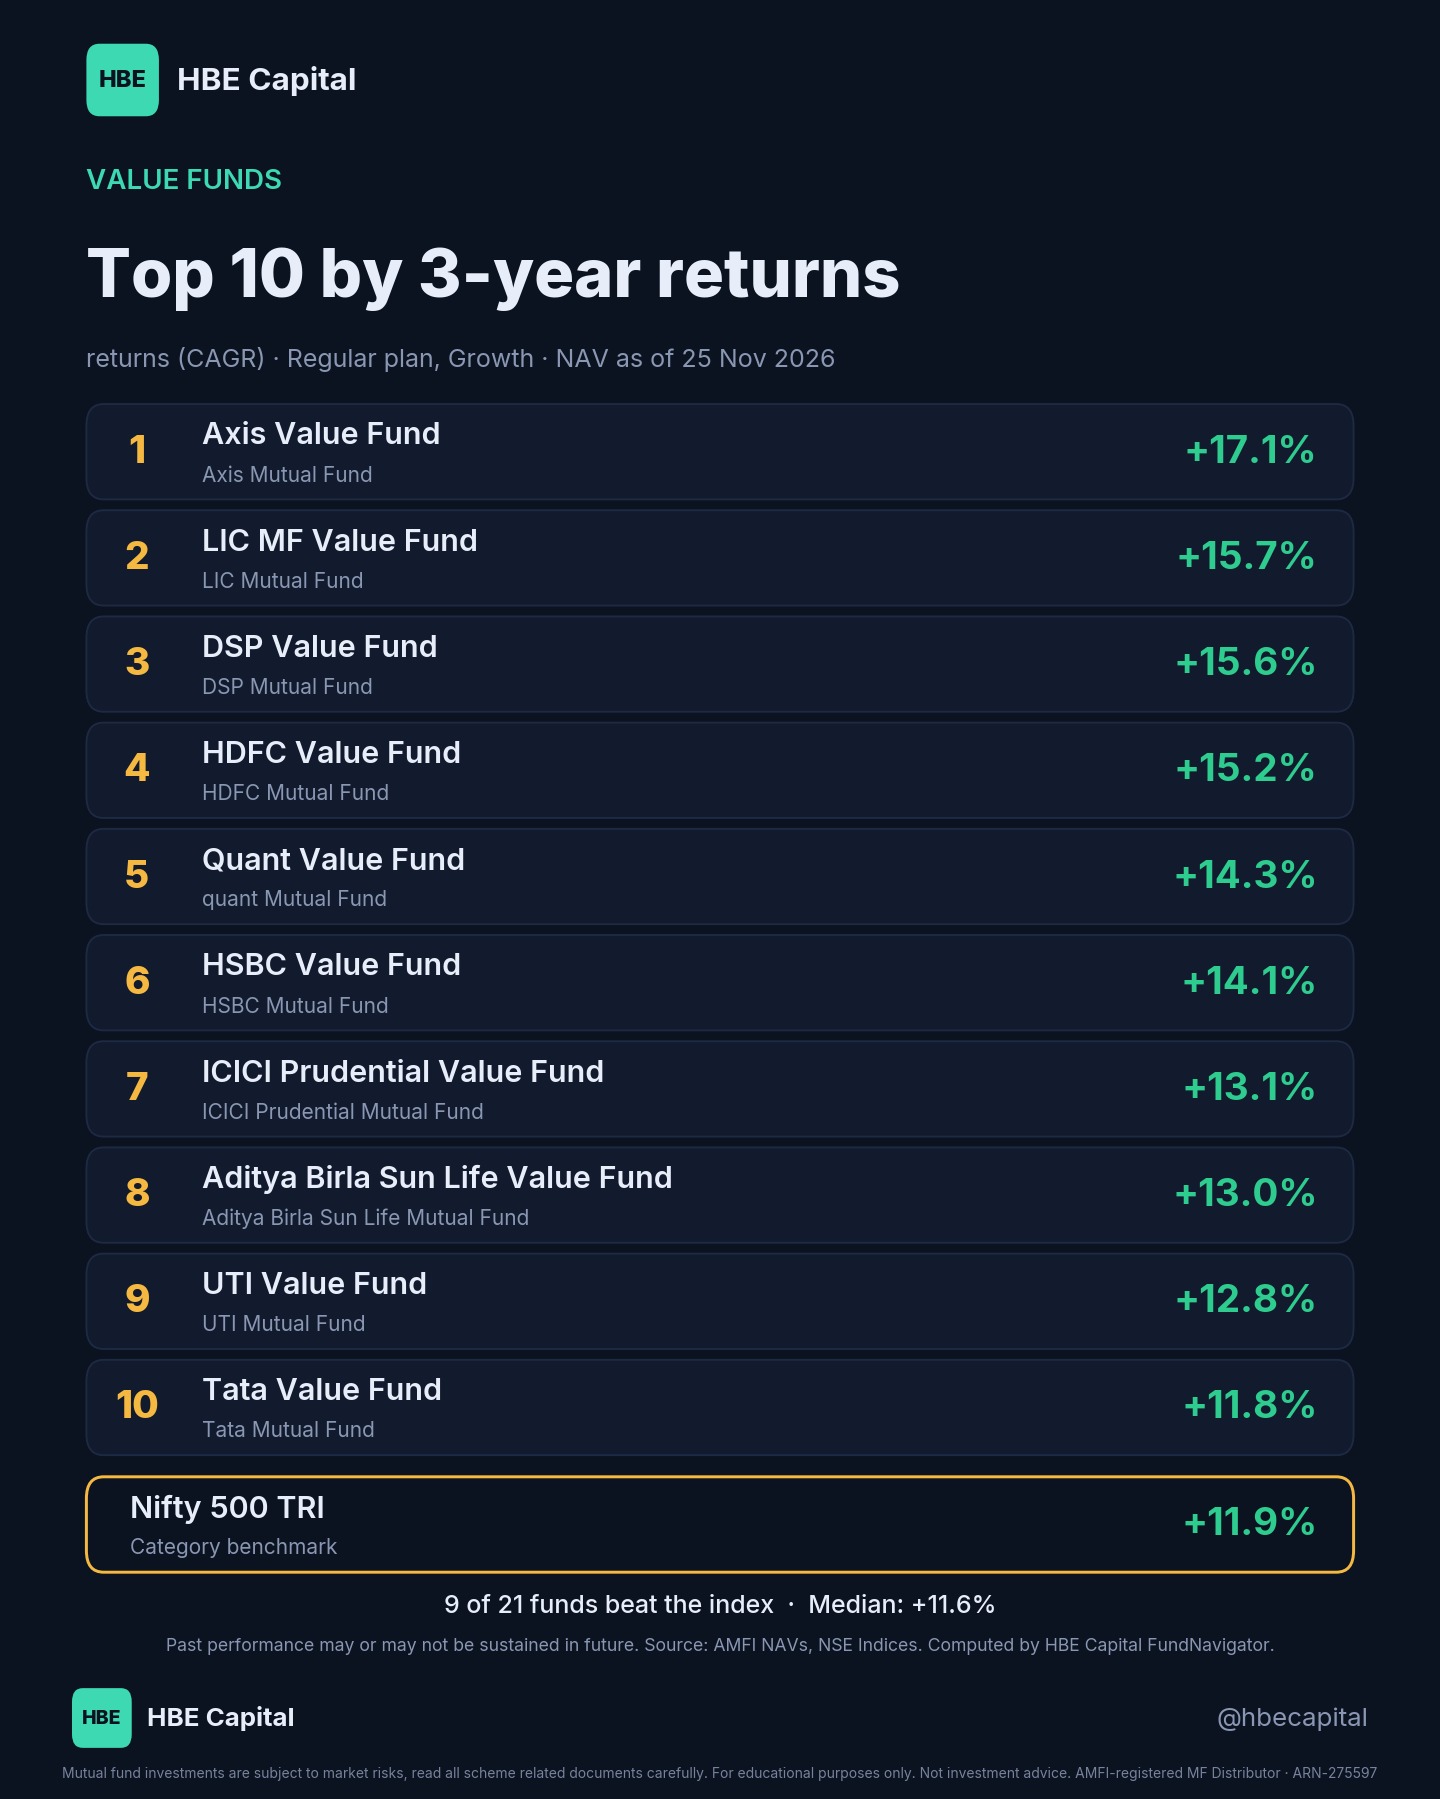 HBE
HBE Capital
VALUE FUNDS
Top 10 by 3-year returns
returns (CAGR) · Regular plan, Growth · NAV as of 25 Nov 2026
1
Axis Value Fund
Axis Mutual Fund
+17.1%
2
LIC MF Value Fund
LIC Mutual Fund
+15.7%
3
DSP Value Fund
DSP Mutual Fund
+15.6%
4
HDFC Value Fund
HDFC Mutual Fund
+15.2%
5
Quant Value Fund
quant Mutual Fund
+14.3%
6
HSBC Value Fund
HSBC Mutual Fund
+14.1%
7
ICICI Prudential Value Fund
ICICI Prudential Mutual Fund
+13.1%
8
Aditya Birla Sun Life Value Fund
Aditya Birla Sun Life Mutual Fund
+13.0%
9
UTI Value Fund
UTI Mutual Fund
+12.8%
10
Tata Value Fund
Tata Mutual Fund
+11.8%
Nifty 500 TRI
Category benchmark
+11.9%
9 of 21 funds beat the index · Median: +11.6%
Past performance may or may not be sustained in future. Source: AMFI NAVs, NSE Indices. Computed by HBE Capital FundNavigator.
HBE
HBE Capital
@hbecapital
Mutual fund investments are subject to market risks, read all scheme related documents carefully. For educational purposes only. Not investment advice. AMFI-registered MF Distributor · ARN-275597